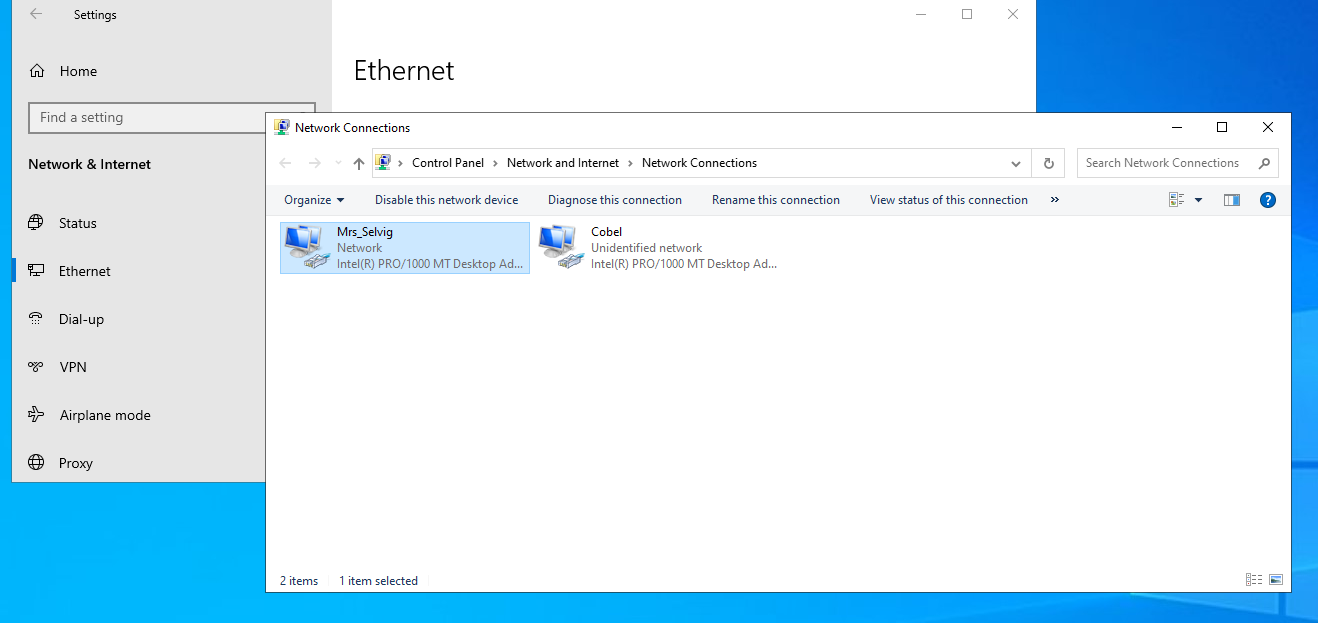 Settings
Home
Find a setting
Network & Internet
Status
Ethernet
Dial-up
VPN
Airplane mode
Proxy
Ethernet
Network Connections
Control Panel > Network and Internet > Network Connections
Search Network Connections
Organize Disable this network device Diagnose this connection Rename this connection View status of this connection »
Mrs_Selvig
Network
Intel(R) PRO/1000 MT Desktop Ad...
Cobel
Unidentified network
Intel(R) PRO/1000 MT Desktop Ad...
2 items 1 item selected